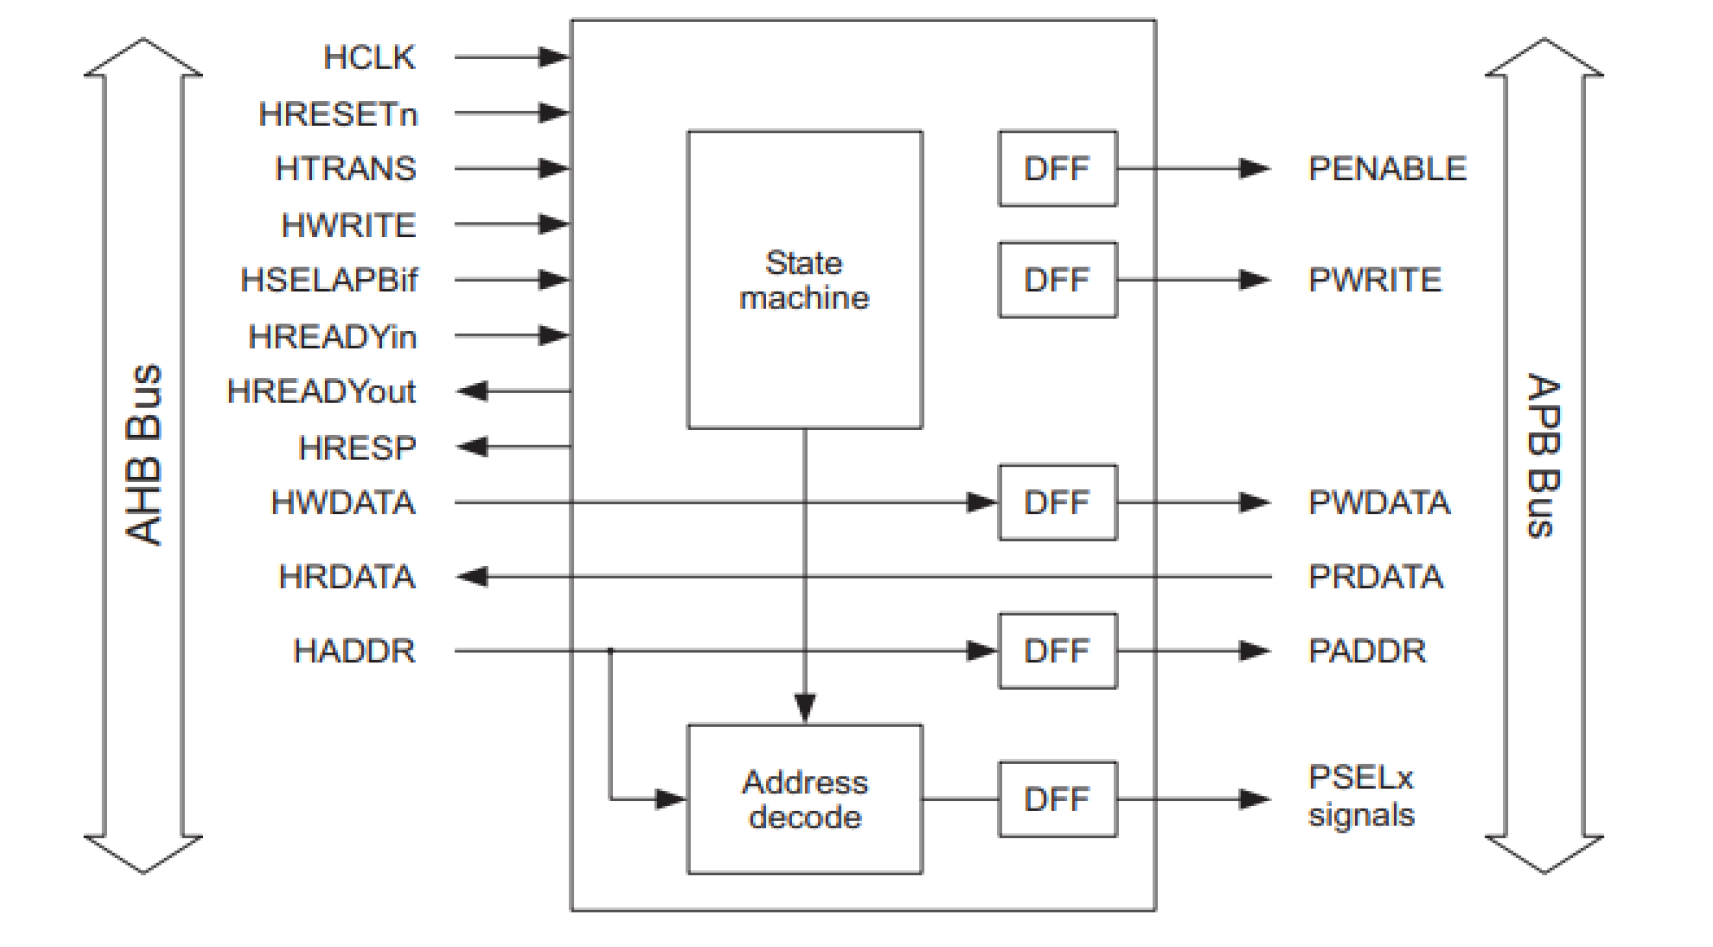 AHB Bus
HCLK
HRESETn
HTRANS
HWRITE
HSELAPBif
HREADYin
HREADYout
HRESP
HWDATA
HRDATA
HADDR
State
machine
Address
decode
DFF
DFF
DFF
DFF
DFF
PENABLE
PWRITE
PWDATA
PRDATA
PADDR
PSELx
signals
APB Bus